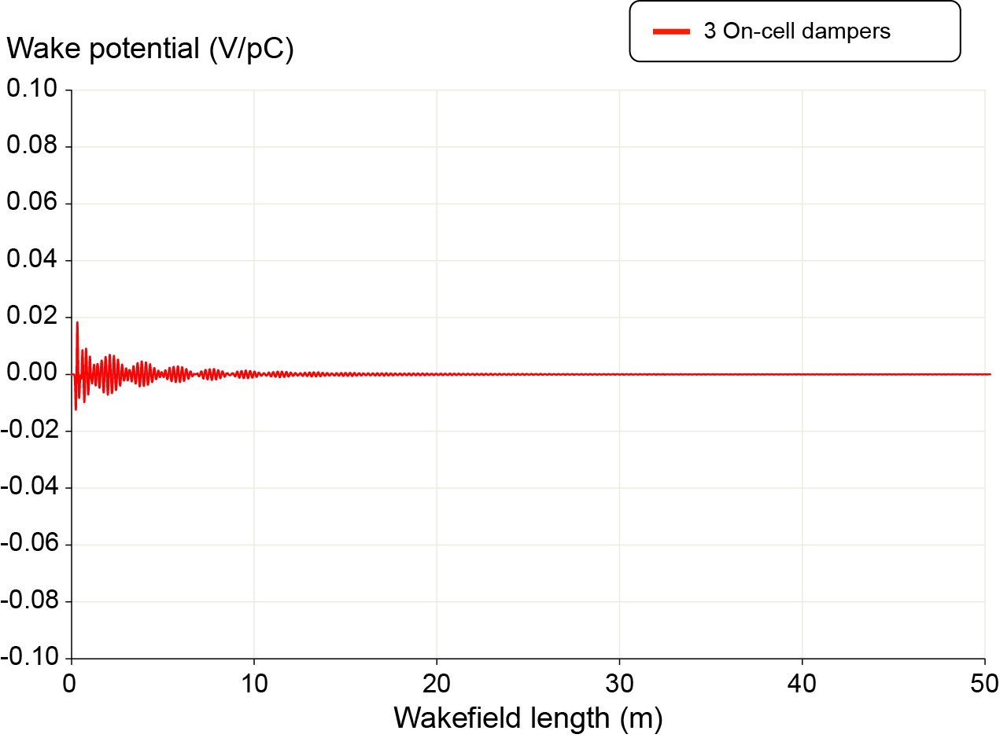 3 On-cell dampers
Wake potential (V/pC)
0.10
0.08
0.06
0.04
0.02
0.00
-0.02
-0.04
-0.06
-0.08
-0.10
0 10 20 30 40 50
Wakefield length (m)